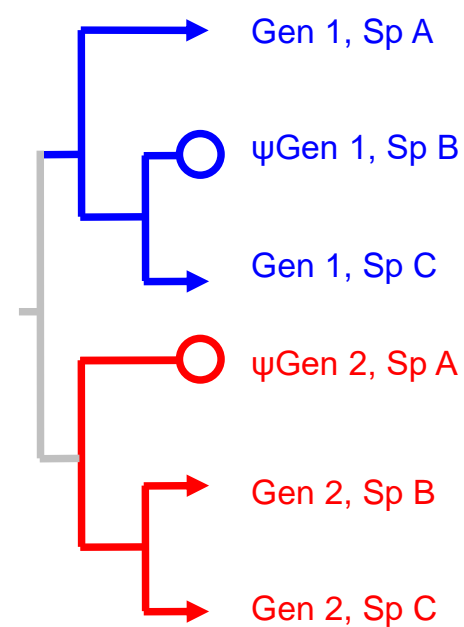 Gen 1, Sp A
ψGen 1, Sp B
Gen 1, Sp C
ψGen 2, Sp A
Gen 2, Sp B
Gen 2, Sp C